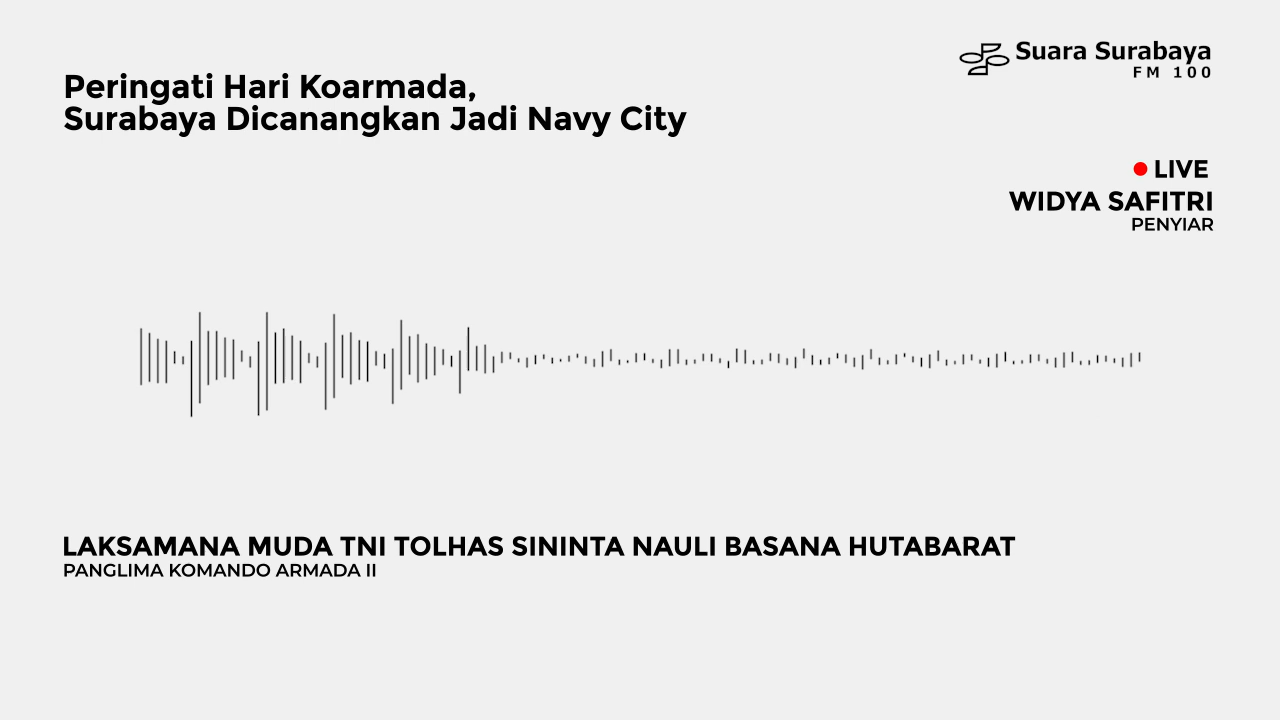 Suara Surabaya
FM 100
Peringati Hari Koarmada,
Surabaya Dicanangkan Jadi Navy City
LIVE
WIDYA SAFITRI
PENYIAR
LAKSAMANA MUDA TNI TOLHAS SININTA NAULI BASANA HUTABARAT
PANGLIMA KOMANDO ARMADA II